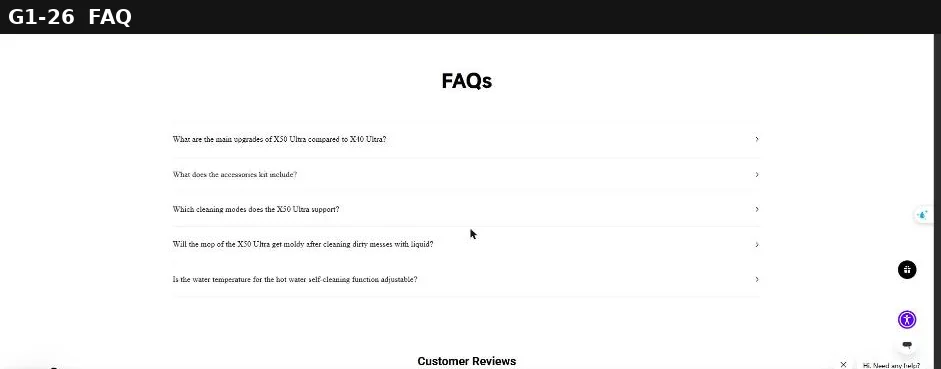 G1-26 FAQ
FAQs
What are the main upgrades of X50 Ultra compared to X40 Ultra?
What does the accessories kit include?
Which cleaning modes does the X50 Ultra support?
Will the mop of the X50 Ultra get moldy after cleaning dirty messes with liquid?
Is the water temperature for the hot water self-cleaning function adjustable?
Customer Reviews
Hi. Need any help?